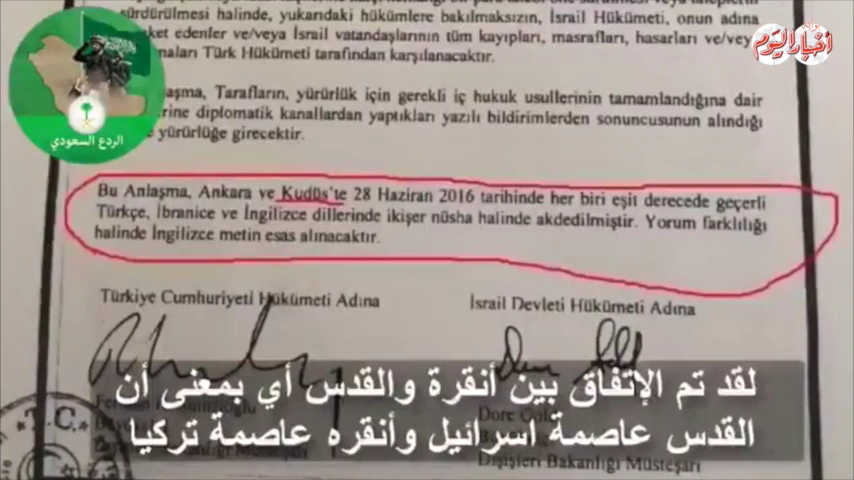 sürdürülmesi halinde, yukarıdaki hükümlere bakılmaksızın, İsrail Hükümeti, onun adına
edenler ve/veya İsrail vatandaşlarının tüm kayıpları, masrafları, hasarları ve/veya
Türk Hükümeti tarafından karşılanacaktır.
Tarafların, yürürlük için gerekli iç hukuk usullerinin tamamlandığına dair
diplomatik kanallardan yaptıkları yazılı bildirimlerden sonuncusunun alındığı
yürürlüğe girecektir.
Bu Anlaşma, Ankara ve Kudüs'te 28 Haziran 2016 tarihinde her biri eşit derecede geçerli
Türkçe, İbranice ve İngilizce dillerinde ikişer nüsha halinde akdedilmiştir. Yorum farklılığı
halinde İngilizce metin esas alınacaktır.
Türkiye Cumhuriyeti Hükümeti Adına
İsrail Devleti Hükümeti Adına
Dore Gold
Dışişleri Bakanlığı Müsteşarı
T.C.
لقد تم الإتفاق بين أنقرة والقدس أي بمعنى أن
القدس عاصمة اسرائيل وأنقره عاصمة تركيا
الردع السعودي
أخبار اليوم